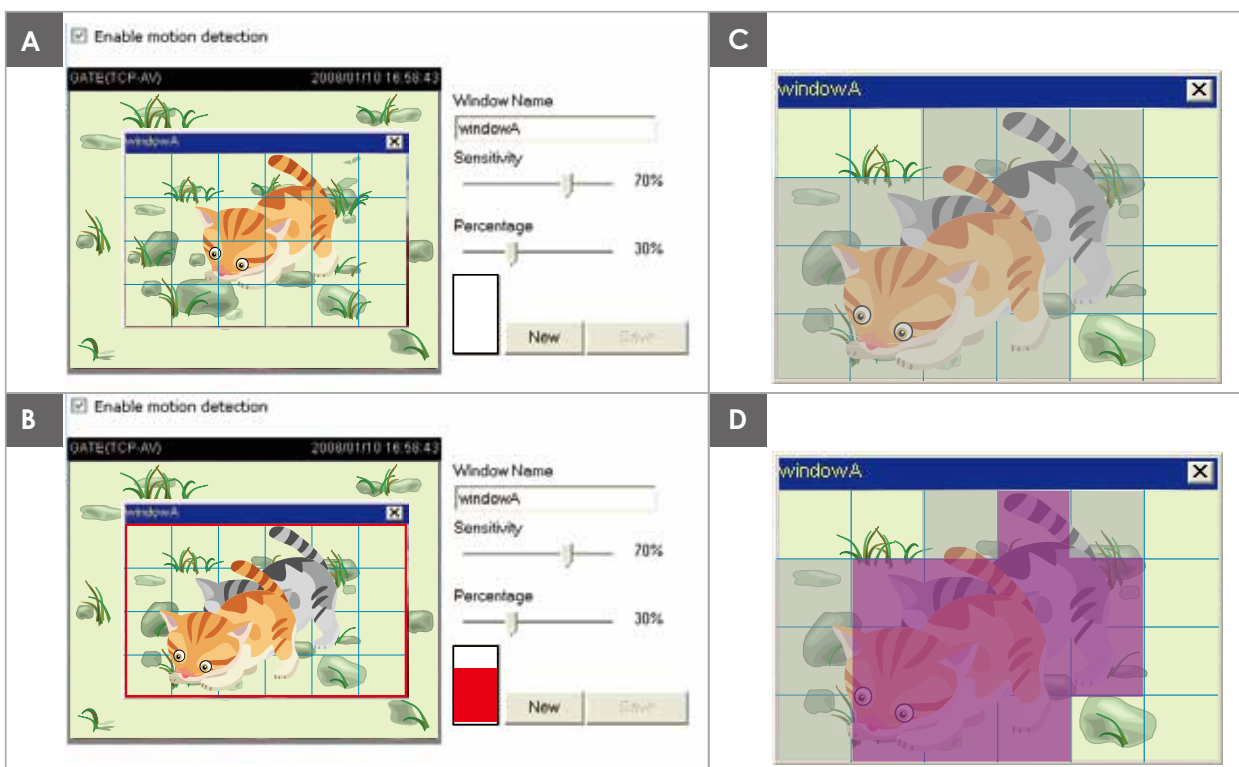 A
Enable motion detection
GATE(TCP-AV) 2008/01/10 16:58:43
windowA
Window Name
windowA
Sensitivity
70%
Percentage
30%
New Save
C
windowA
B
Enable motion detection
GATE(TCP-AV) 2008/01/10 16:58:43
windowA
Window Name
windowA
Sensitivity
70%
Percentage
30%
New Save
D
windowA